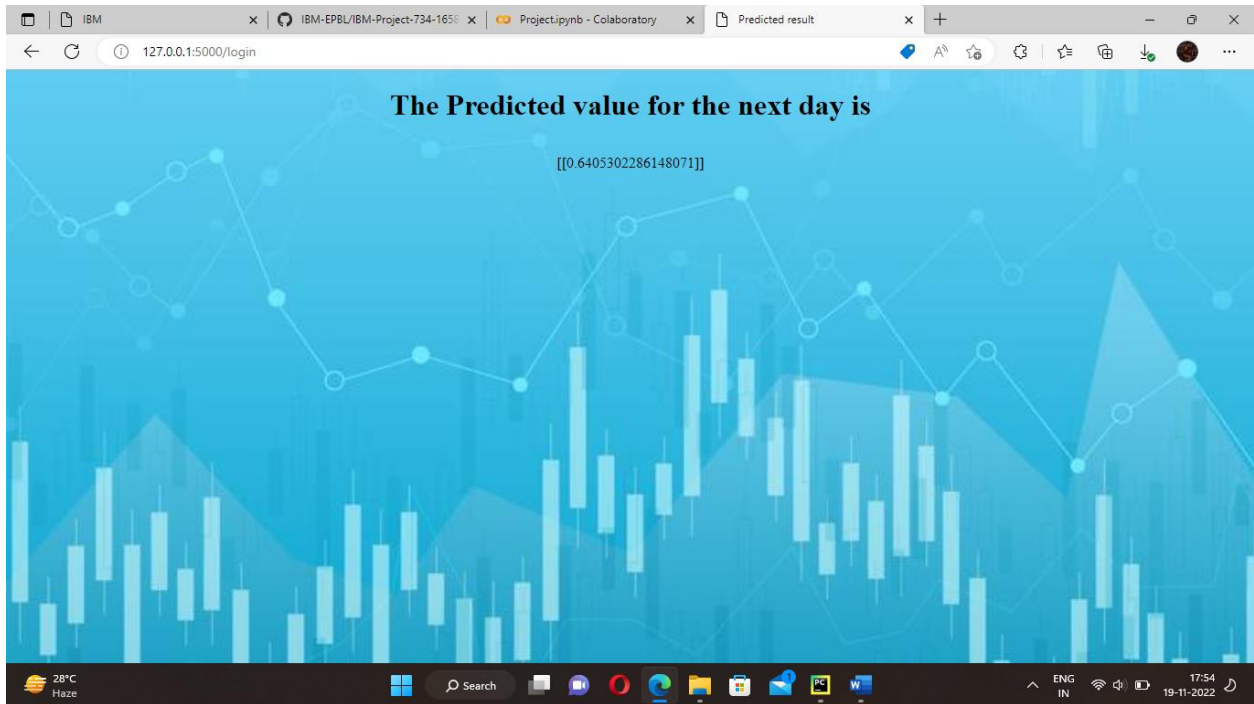 IBM
IBM-EPBL/IBM-Project-734-1658
Project.ipynb - Colaboratory
Predicted result
127.0.0.1:5000/login
The Predicted value for the next day is
[[0.6405302286148071]]
28°C
Haze
Search
ENG
IN
17:54
19-11-2022